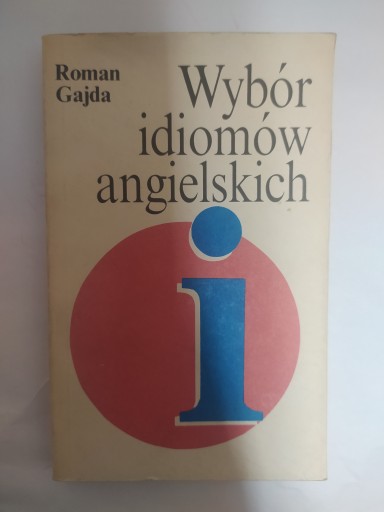 Roman
Gajda
Wybór
idiomów
angielskich
i